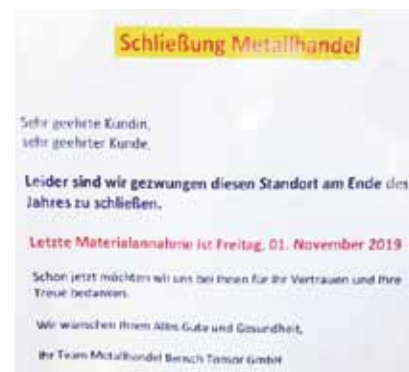 Schließung Metallhandel
Sehr geehrte Kundin,
sehr geehrter Kunde,
Leider sind wir gezwungen diesen Standort am Ende des
Jahres zu schließen.
Letzte Materialannahme ist Freitag, 01. November 2019
Schon jetzt möchten wir uns bei Ihnen für Ihr Vertrauen und Ihre
Treue bedanken.
Wir wünschen Ihnen Alles Gute und Gesundheit,
Ihr Team Metallhandel GmbH